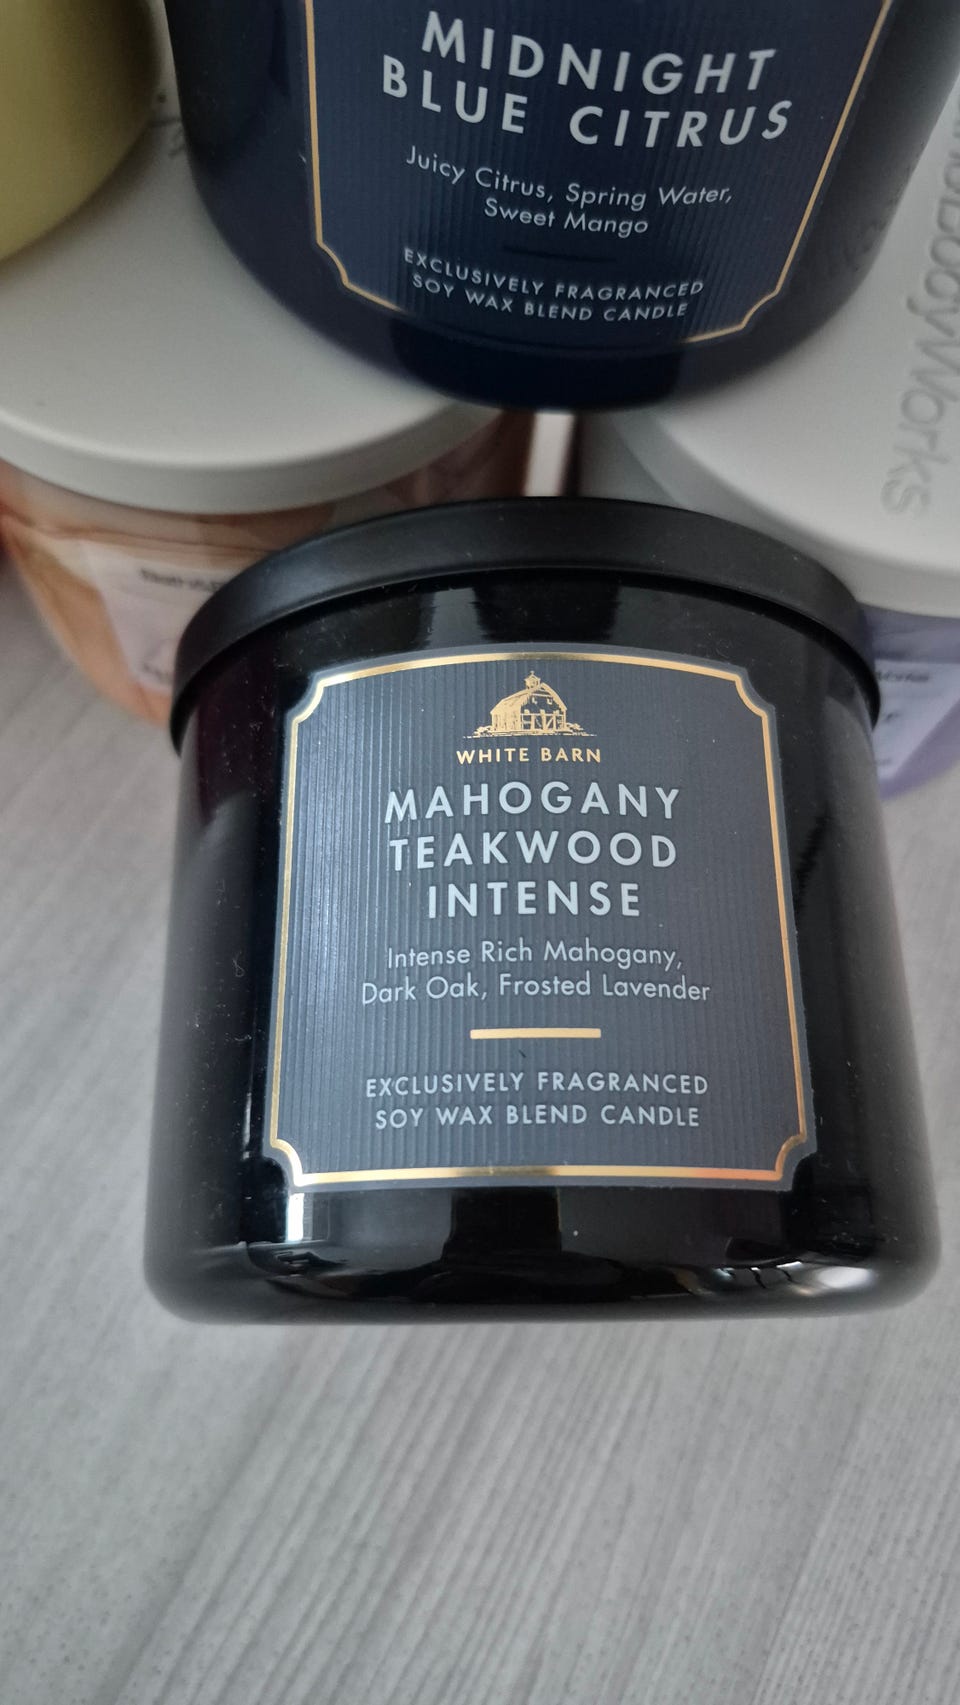 MIDNIGHT
BLUE CITRUS
Juicy Citrus, Spring Water,
Sweet Mango
EXCLUSIVELY FRAGRANCED
SOY WAX BLEND CANDLE
BodyWorks
WHITE BARN
MAHOGANY
TEAKWOOD
INTENSE
Intense Rich Mahogany,
Dark Oak, Frosted Lavender
EXCLUSIVELY FRAGRANCED
SOY WAX BLEND CANDLE